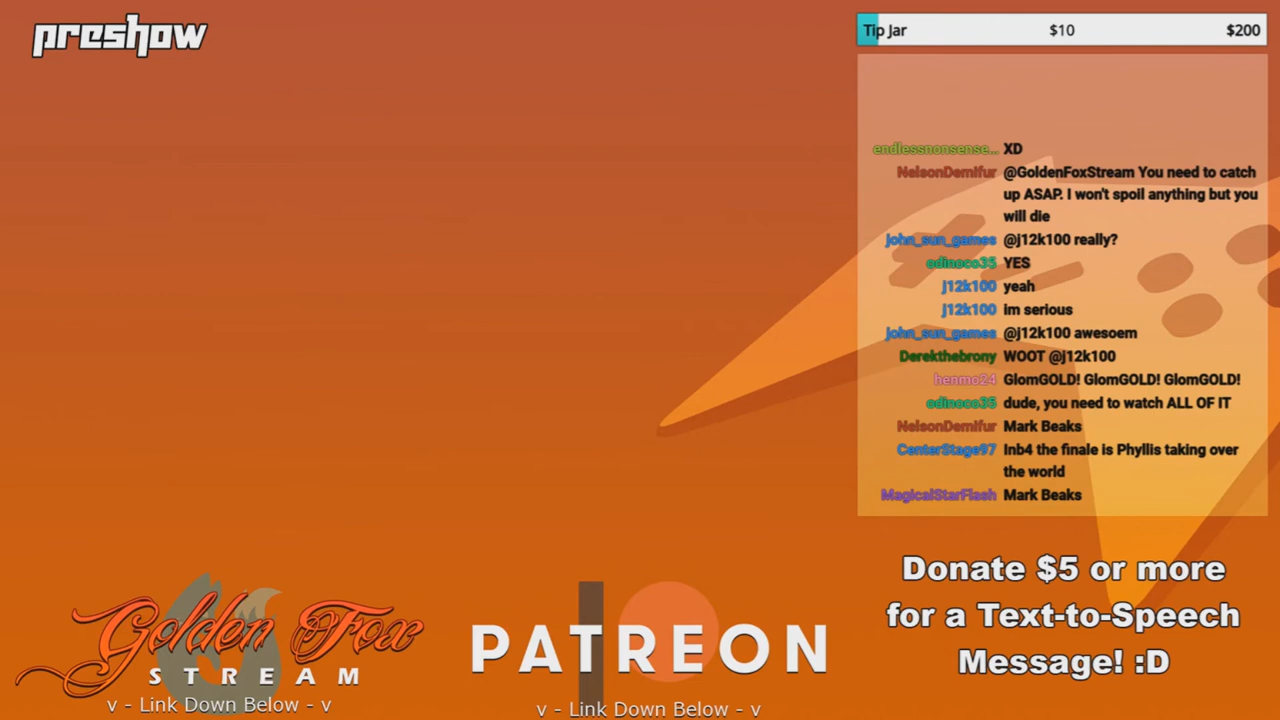 preshow
Tip Jar $10 $200
endlessnonsense... XD
NelsonDemifur @GoldenFoxStream You need to catch
up ASAP. I won't spoil anything but you
will die
john_sun_games @j12k100 really?
odinoco35 YES
j12k100 yeah
j12k100 im serious
john_sun_games @j12k100 awesoem
Derekthebrony WOOT @j12k100
henmo24 GlomGOLD! GlomGOLD! GlomGOLD!
odinoco35 dude, you need to watch ALL OF IT
NelsonDemifur Mark Beaks
CenterStage97 Inb4 the finale is Phyllis taking over
the world
MagicalStarFlash Mark Beaks
Donate $5 or more
for a Text-to-Speech
Message! :D
Golden Fox
STREAM
v - Link Down Below - v
PATREON
v - Link Down Below - v